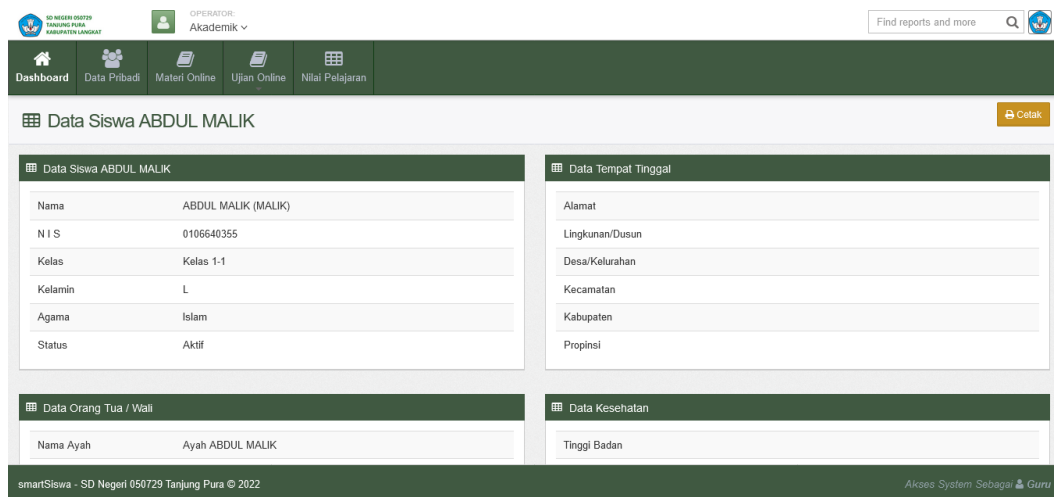 SD NEGERI 050729
TANJUNG PURA
KABUPATEN LANGKAT
OPERATOR:
Akademik
Find reports and more
Dashboard
Data Pribadi
Materi Online
Ujian Online
Nilai Pelajaran
Data Siswa ABDUL MALIK
Cetak
Data Siswa ABDUL MALIK
Nama ABDUL MALIK (MALIK)
N I S 0106640355
Kelas Kelas 1-1
Kelamin L
Agama Islam
Status Aktif
Data Tempat Tinggal
Alamat
Lingkunan/Dusun
Desa/Kelurahan
Kecamatan
Kabupaten
Propinsi
Data Orang Tua / Wali
Nama Ayah Ayah ABDUL MALIK
Data Kesehatan
Tinggi Badan
smartSiswa - SD Negeri 050729 Tanjung Pura © 2022
Akses System Sebagai Guru